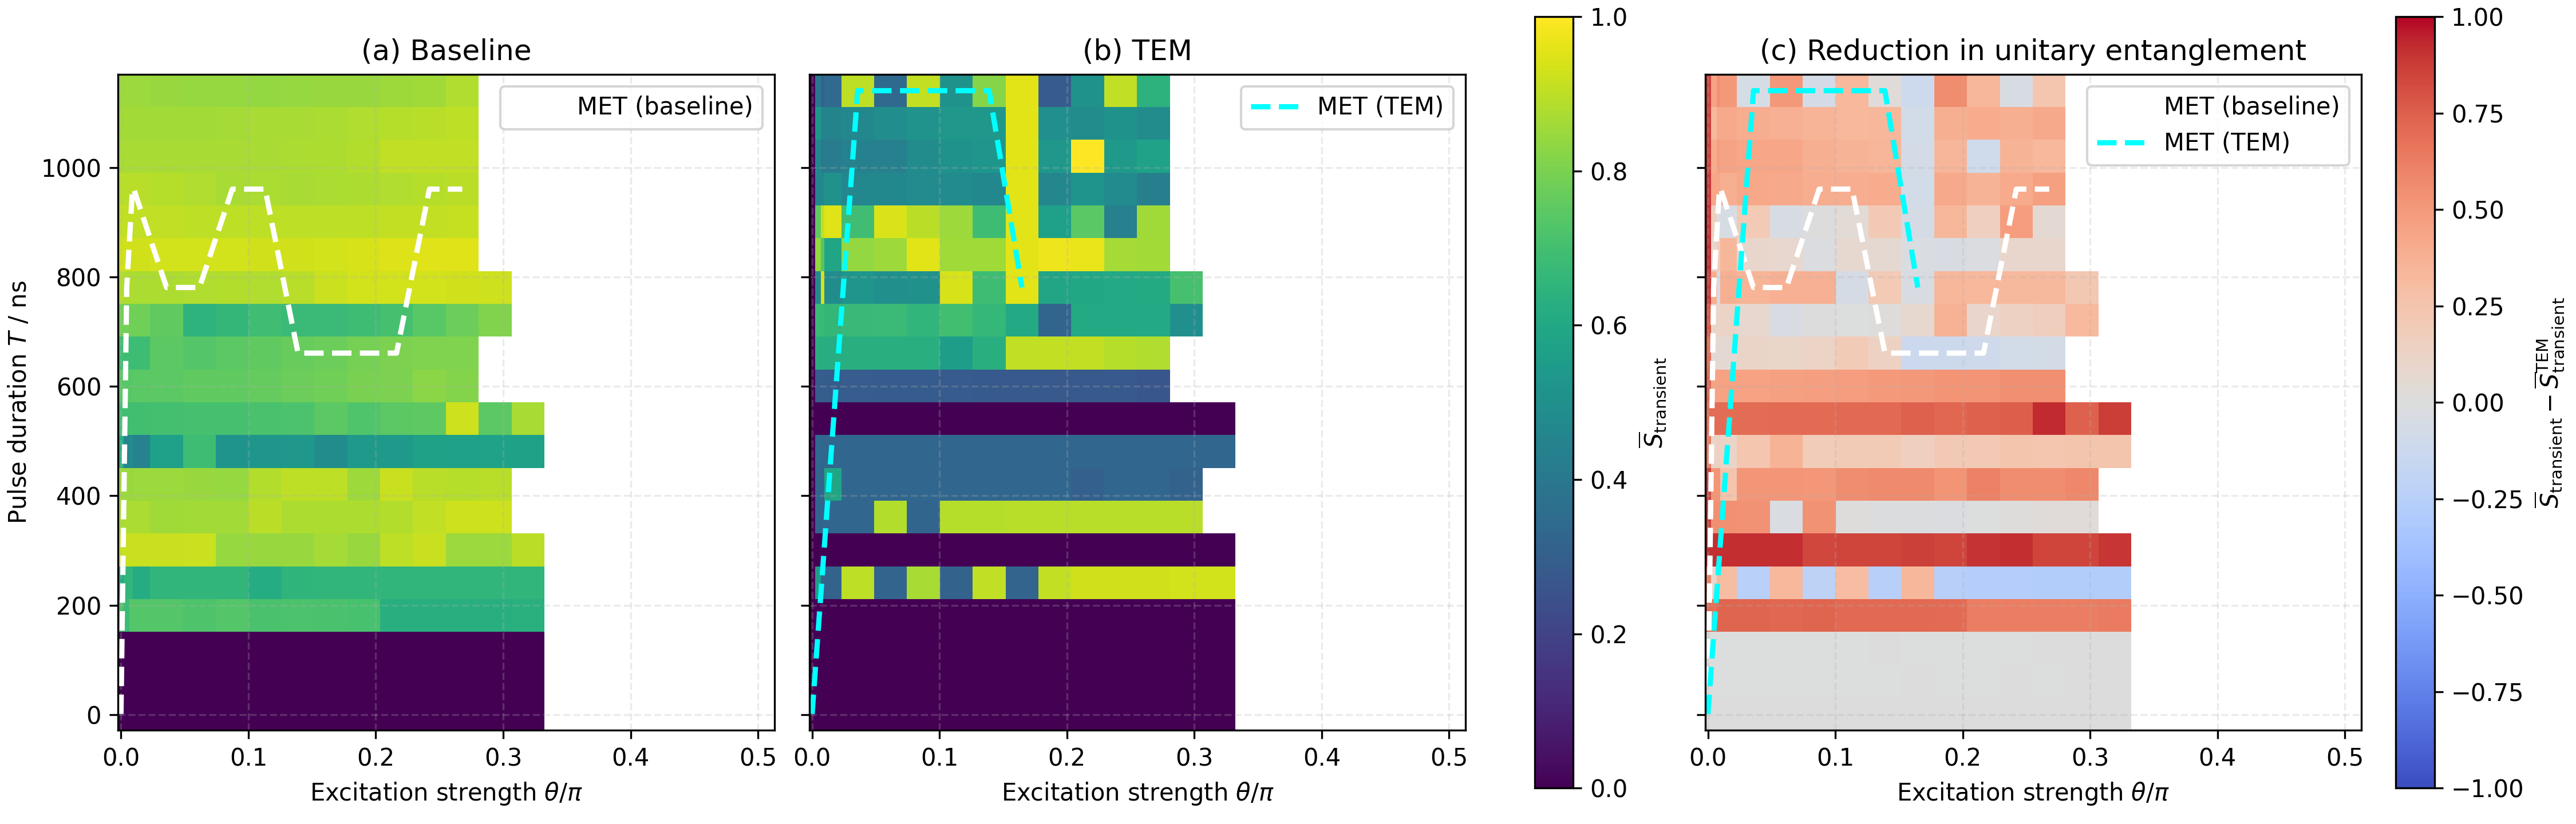 (a) Baseline
MET (baseline)
Pulse duration T / ns
1000
800
600
400
200
0
0.0 0.1 0.2 0.3 0.4 0.5
Excitation strength θ/π
(b) TEM
MET (TEM)
0.0 0.1 0.2 0.3 0.4 0.5
Excitation strength θ/π
1.0
0.8
0.6
0.4
0.2
0.0
S̅transient
(c) Reduction in unitary entanglement
MET (baseline)
MET (TEM)
0.0 0.1 0.2 0.3 0.4 0.5
Excitation strength θ/π
1.00
0.75
0.50
0.25
0.00
−0.25
−0.50
−0.75
−1.00
S̅transient − S̅TEMtransient